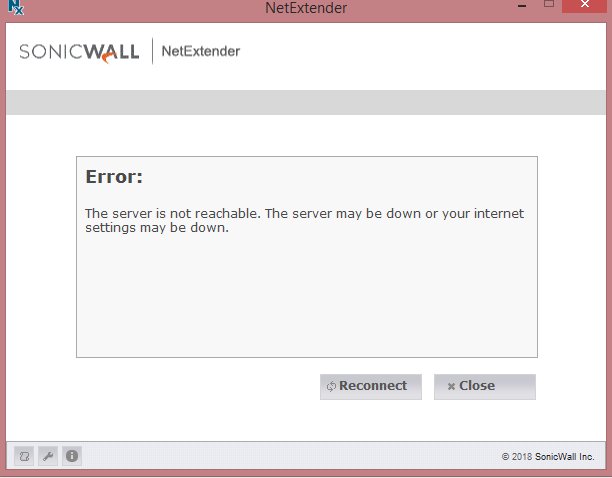 NetExtender
SONICWALL NetExtender
Error:
The server is not reachable. The server may be down or your internet
settings may be down.
Reconnect
Close
© 2018 SonicWall Inc.